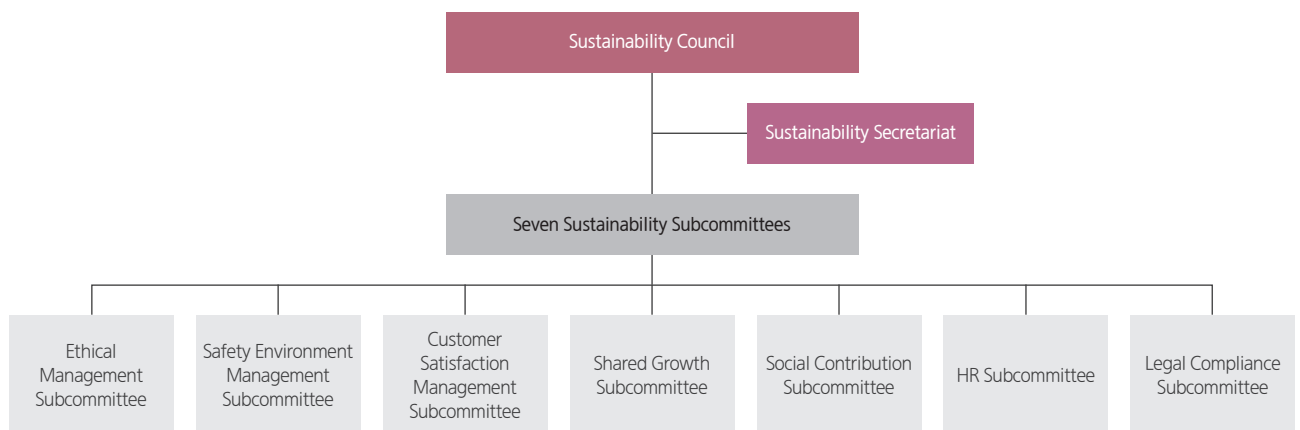 Sustainability Council
Sustainability Secretariat
Seven Sustainability Subcommittees
Ethical
Management
Subcommittee
Safety Environment
Management
Subcommittee
Customer
Satisfaction
Management
Subcommittee
Shared Growth
Subcommittee
Social Contribution
Subcommittee
HR Subcommittee
Legal Compliance
Subcommittee